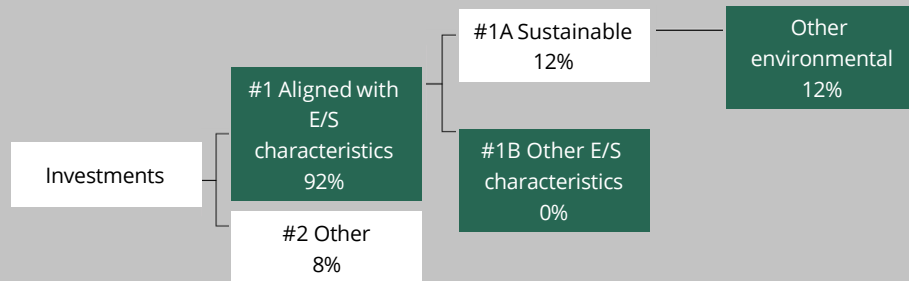 Investments
#1 Aligned with
E/S
characteristics
92%
#2 Other
8%
#1A Sustainable
12%
#1B Other E/S
characteristics
0%
Other
environmental
12%